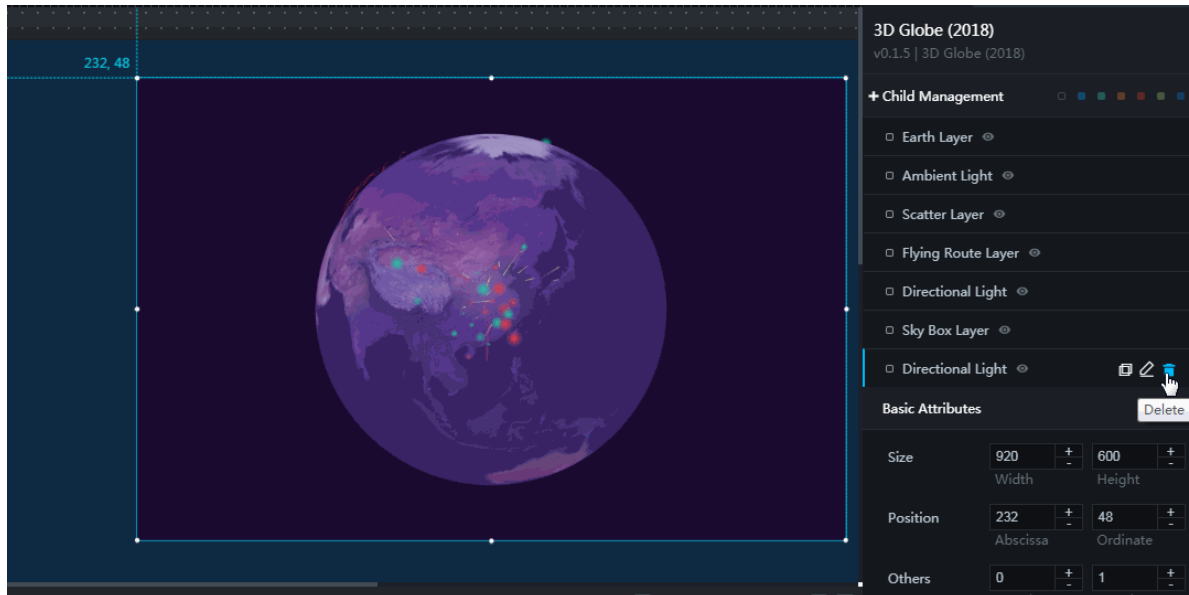 232, 48
3D Globe (2018)
v0.1.5 | 3D Globe (2018)
+ Child Management
Earth Layer
Ambient Light
Scatter Layer
Flying Route Layer
Directional Light
Sky Box Layer
Directional Light
Basic Attributes
Delete
Size 920 + - 600 + -
Width Height
Position 232 + - 48 + -
Abscissa Ordinate
Others 0 + - 1 + -